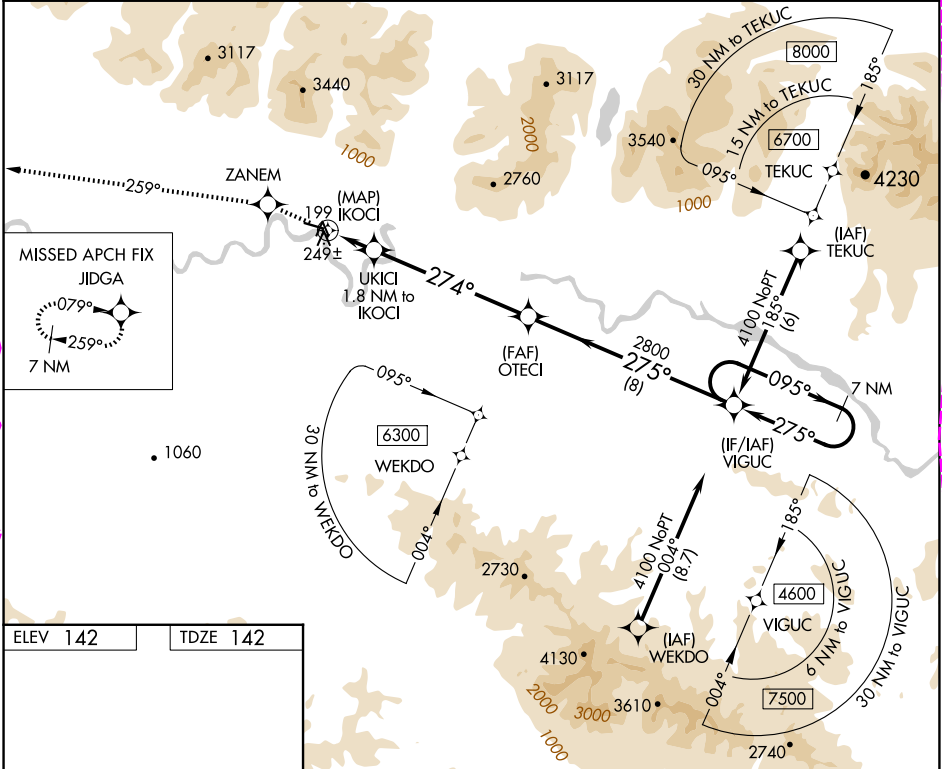 3117
3440
1000
3117
2000
2760
30 NM to TEKUC
8000
185°
15 NM to TEKUC
3540
6700
TEKUC
095°
4230
1000
259°
ZANEM
(MAP)
IKOCI
199
249±
UKICI
1.8 NM to
IKOCI
274°
(IAF)
TEKUC
4100 NoPT
185°
(6)
MISSED APCH FIX
JIDGA
079°
259°
7 NM
(FAF)
OTECI
2800
275°
(8)
095°
7 NM
275°
(IF/IAF)
VIGUC
095°
6300
WEKDO
30 NM to WEKDO
004°
1060
4100 NoPT
004°
(8.7)
185°
4600
VIGUC
6 NM to VIGUC
30 NM to VIGUC
004°
7500
2730
(IAF)
WEKDO
4130
2000
3000
3610
1000
2740
ELEV 142
TDZE 142